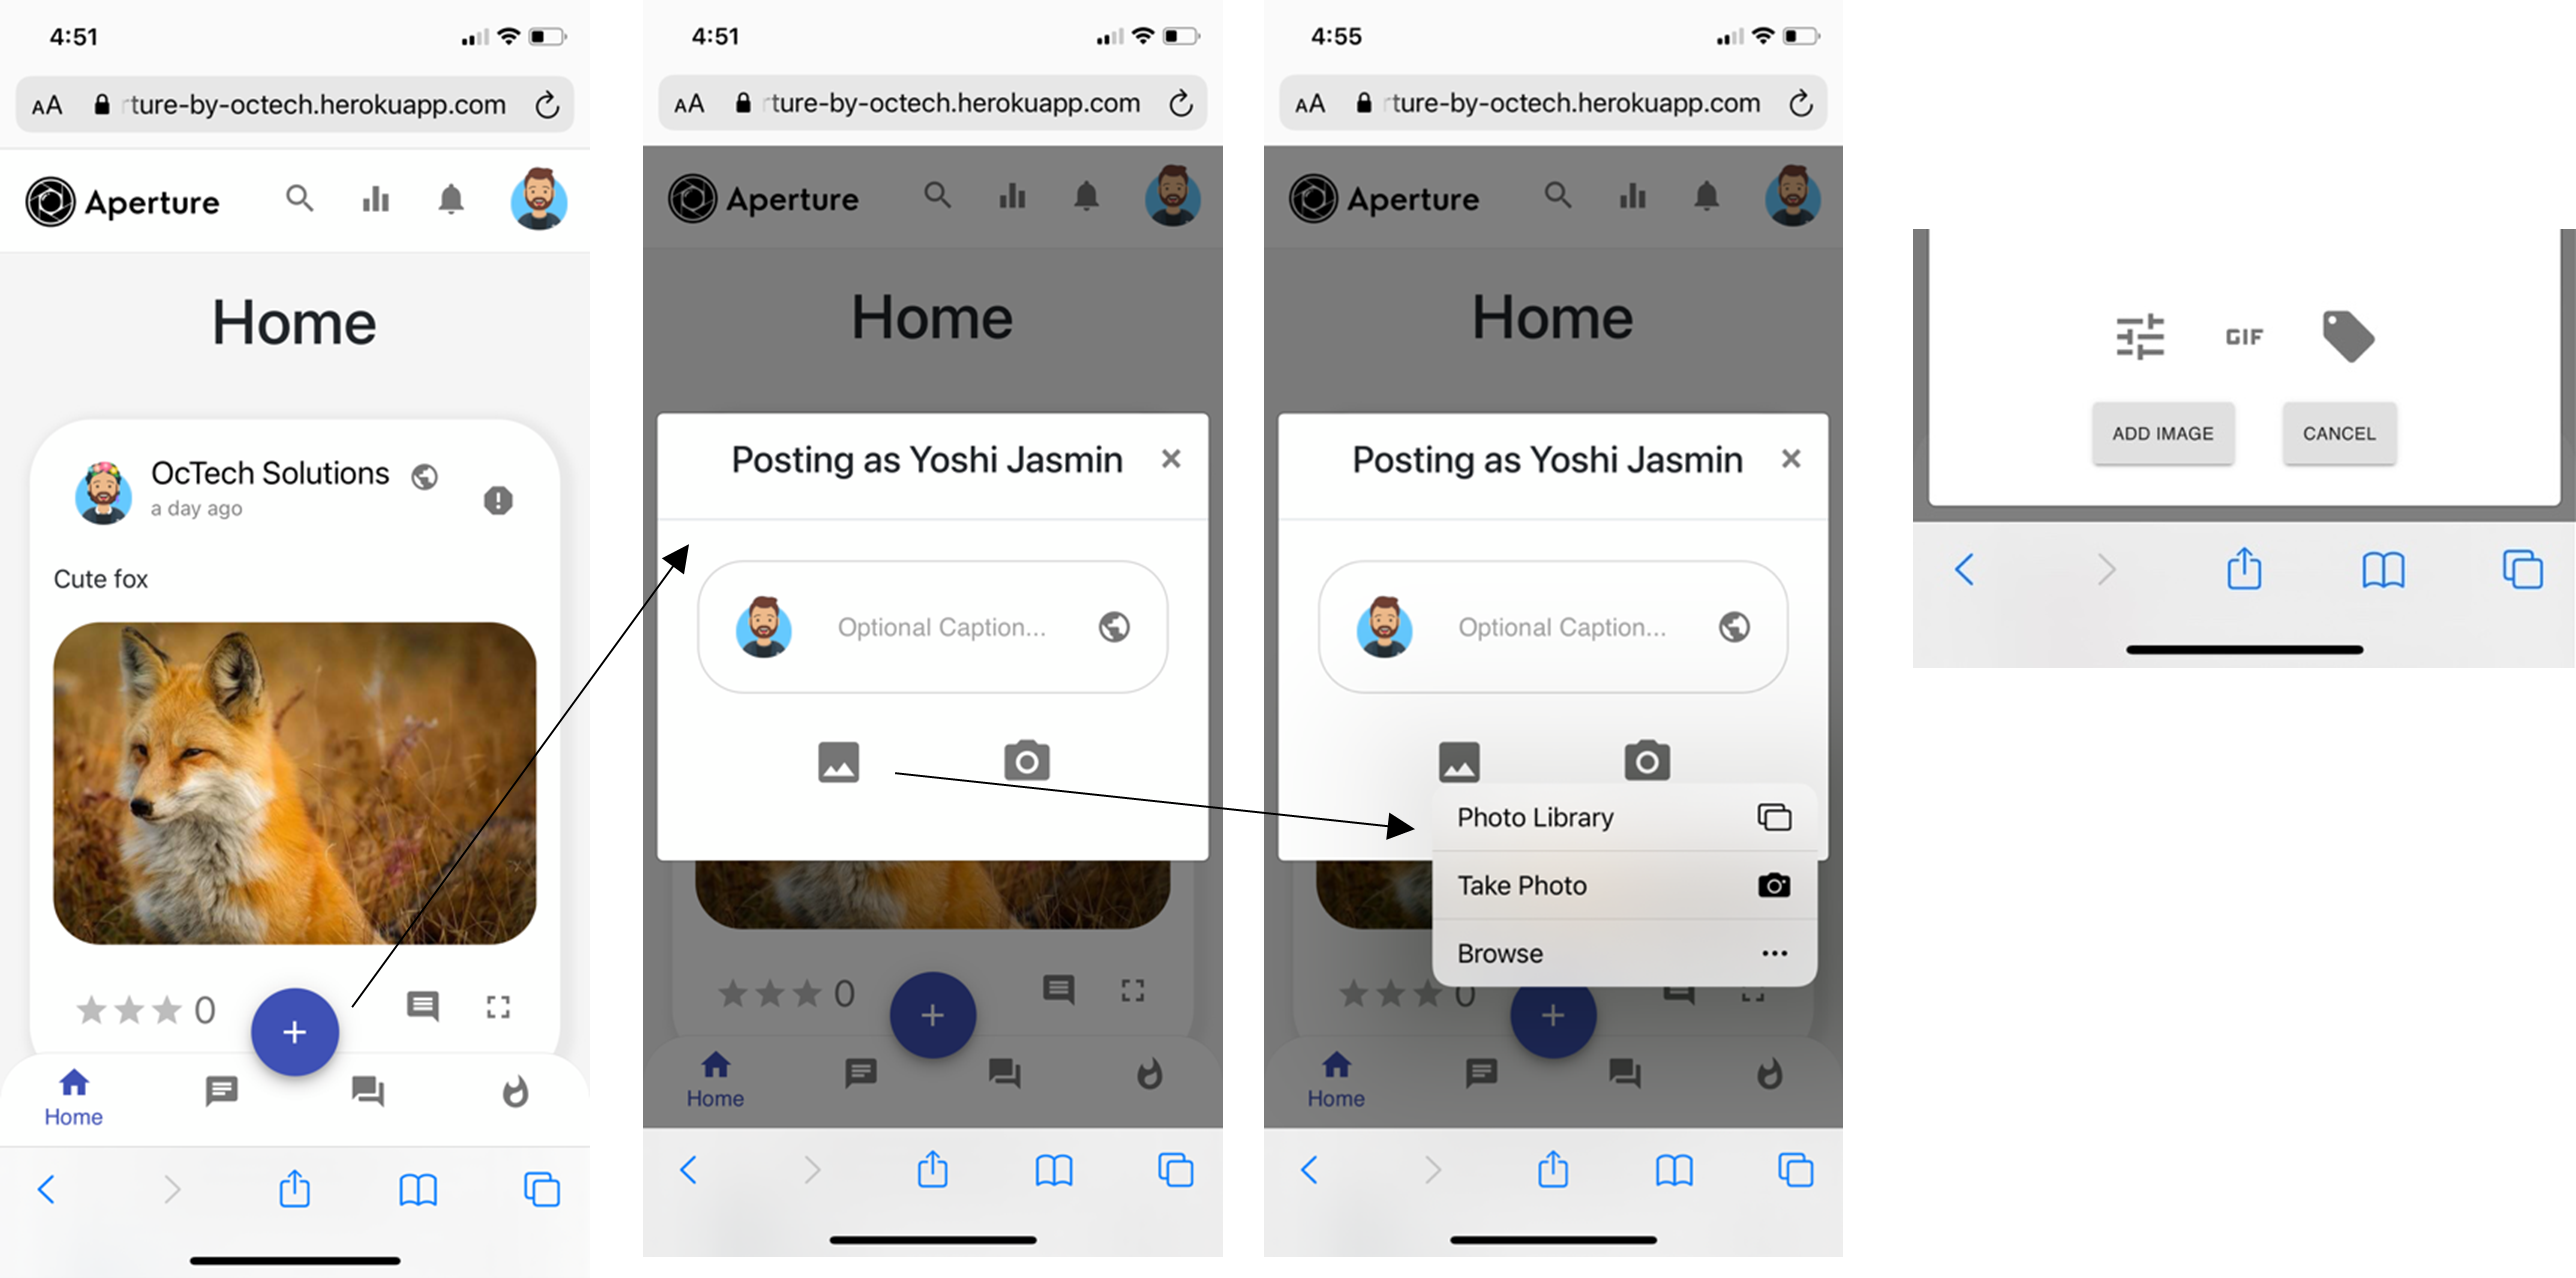 4:51
AA rture-by-octech.herokuapp.com
Aperture
Home
OcTech Solutions
a day ago
Cute fox
0
+
Home
4:51
AA rture-by-octech.herokuapp.com
Aperture
Home
Posting as Yoshi Jasmin ×
Optional Caption...
0
+
Home
4:55
AA rture-by-octech.herokuapp.com
Aperture
Home
Posting as Yoshi Jasmin ×
Optional Caption...
Photo Library
Take Photo
Browse
0
+
Home
GIF
ADD IMAGE CANCEL